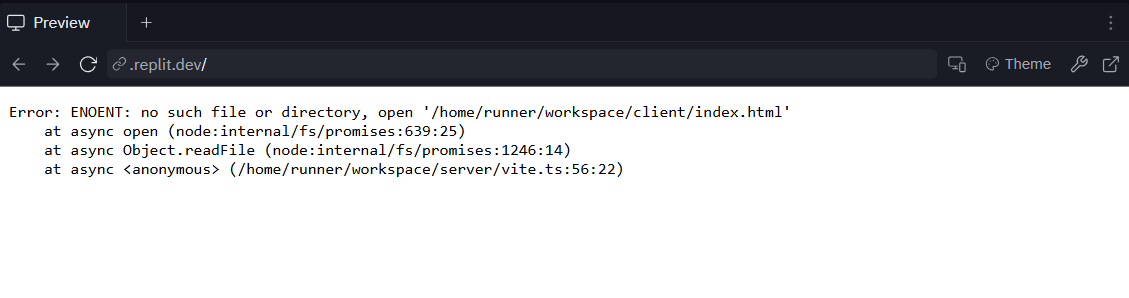 Preview
.replit.dev/
Theme
Error: ENOENT: no such file or directory, open '/home/runner/workspace/client/index.html'
    at async open (node:internal/fs/promises:639:25)
    at async Object.readFile (node:internal/fs/promises:1246:14)
    at async <anonymous> (/home/runner/workspace/server/vite.ts:56:22)